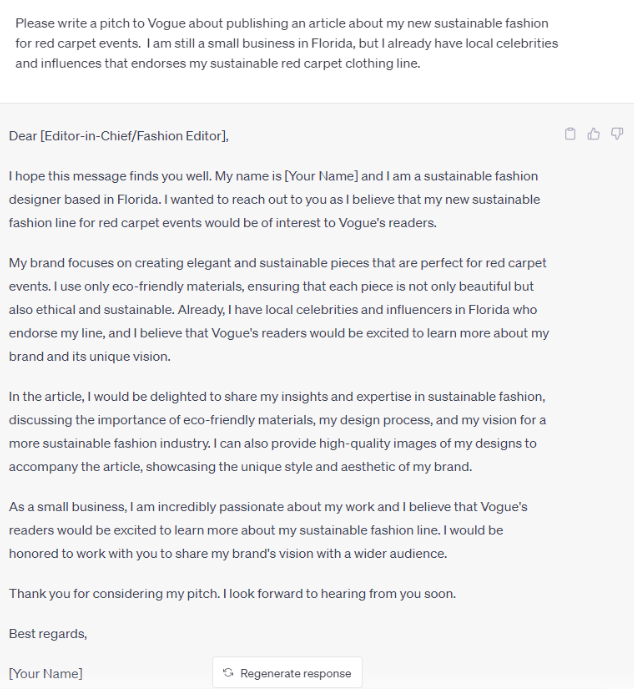 Please write a pitch to Vogue about publishing an article about my new sustainable fashion
for red carpet events. I am still a small business in Florida, but I already have local celebrities
and influences that endorses my sustainable red carpet clothing line.
Dear [Editor-in-Chief/Fashion Editor],
I hope this message finds you well. My name is [Your Name] and I am a sustainable fashion
designer based in Florida. I wanted to reach out to you as I believe that my new sustainable
fashion line for red carpet events would be of interest to Vogue's readers.
My brand focuses on creating elegant and sustainable pieces that are perfect for red carpet
events. I use only eco-friendly materials, ensuring that each piece is not only beautiful but
also ethical and sustainable. Already, I have local celebrities and influencers in Florida who
endorse my line, and I believe that Vogue's readers would be excited to learn more about my
brand and its unique vision.
In the article, I would be delighted to share my insights and expertise in sustainable fashion,
discussing the importance of eco-friendly materials, my design process, and my vision for a
more sustainable fashion industry. I can also provide high-quality images of my designs to
accompany the article, showcasing the unique style and aesthetic of my brand.
As a small business, I am incredibly passionate about my work and I believe that Vogue's
readers would be excited to learn more about my sustainable fashion line. I would be
honored to work with you to share my brand's vision with a wider audience.
Thank you for considering my pitch. I look forward to hearing from you soon.
Best regards,
[Your Name]
Regenerate response